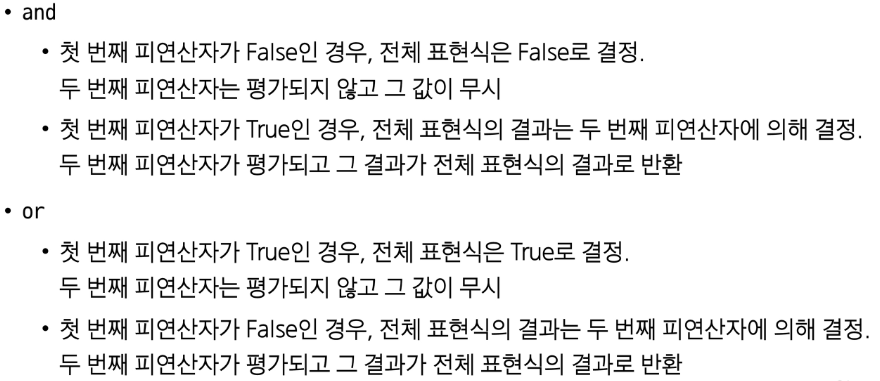 • and
• 첫 번째 피연산자가 False인 경우, 전체 표현식은 False로 결정.
두 번째 피연산자는 평가되지 않고 그 값이 무시
• 첫 번째 피연산자가 True인 경우, 전체 표현식의 결과는 두 번째 피연산자에 의해 결정.
두 번째 피연산자가 평가되고 그 결과가 전체 표현식의 결과로 반환
• or
• 첫 번째 피연산자가 True인 경우, 전체 표현식은 True로 결정.
두 번째 피연산자는 평가되지 않고 그 값이 무시
• 첫 번째 피연산자가 False인 경우, 전체 표현식의 결과는 두 번째 피연산자에 의해 결정.
두 번째 피연산자가 평가되고 그 결과가 전체 표현식의 결과로 반환